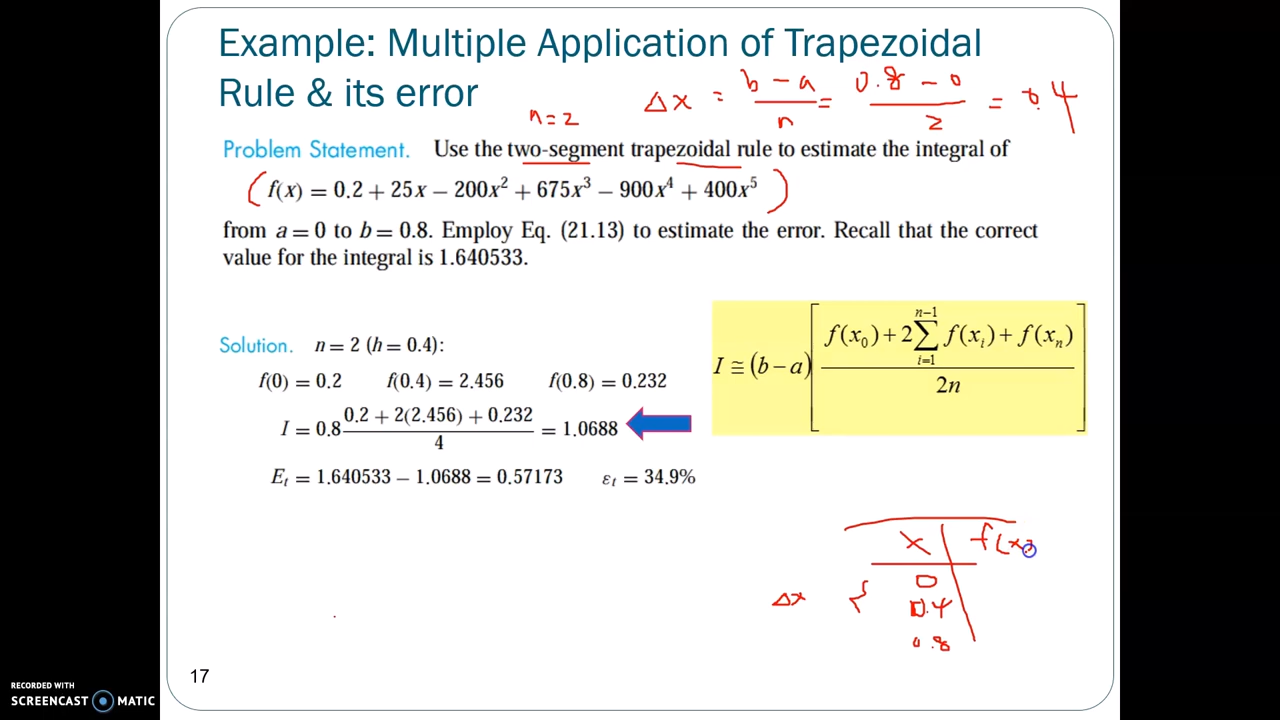 Example: Multiple Application of Trapezoidal
Rule & its error
n=2
Δx = b − a / n = 0.8 − 0 / 2 = 0.4
Problem Statement. Use the two-segment trapezoidal rule to estimate the integral of
(f(x) = 0.2 + 25x − 200x² + 675x³ − 900x⁴ + 400x⁵)
from a = 0 to b = 0.8. Employ Eq. (21.13) to estimate the error. Recall that the correct
value for the integral is 1.640533.
Solution. n = 2 (h = 0.4):
f(0) = 0.2 f(0.4) = 2.456 f(0.8) = 0.232
I = 0.8 0.2 + 2(2.456) + 0.232 / 4 = 1.0688
Eₜ = 1.640533 − 1.0688 = 0.57173 εₜ = 34.9%
I ≅ (b − a) [ f(x₀) + 2 n−1 ∑ i=1 f(xᵢ) + f(xₙ) / 2n ]
x | f(x)
0
Δx { 0.4
0.8
17
RECORDED WITH
SCREENCAST MATIC